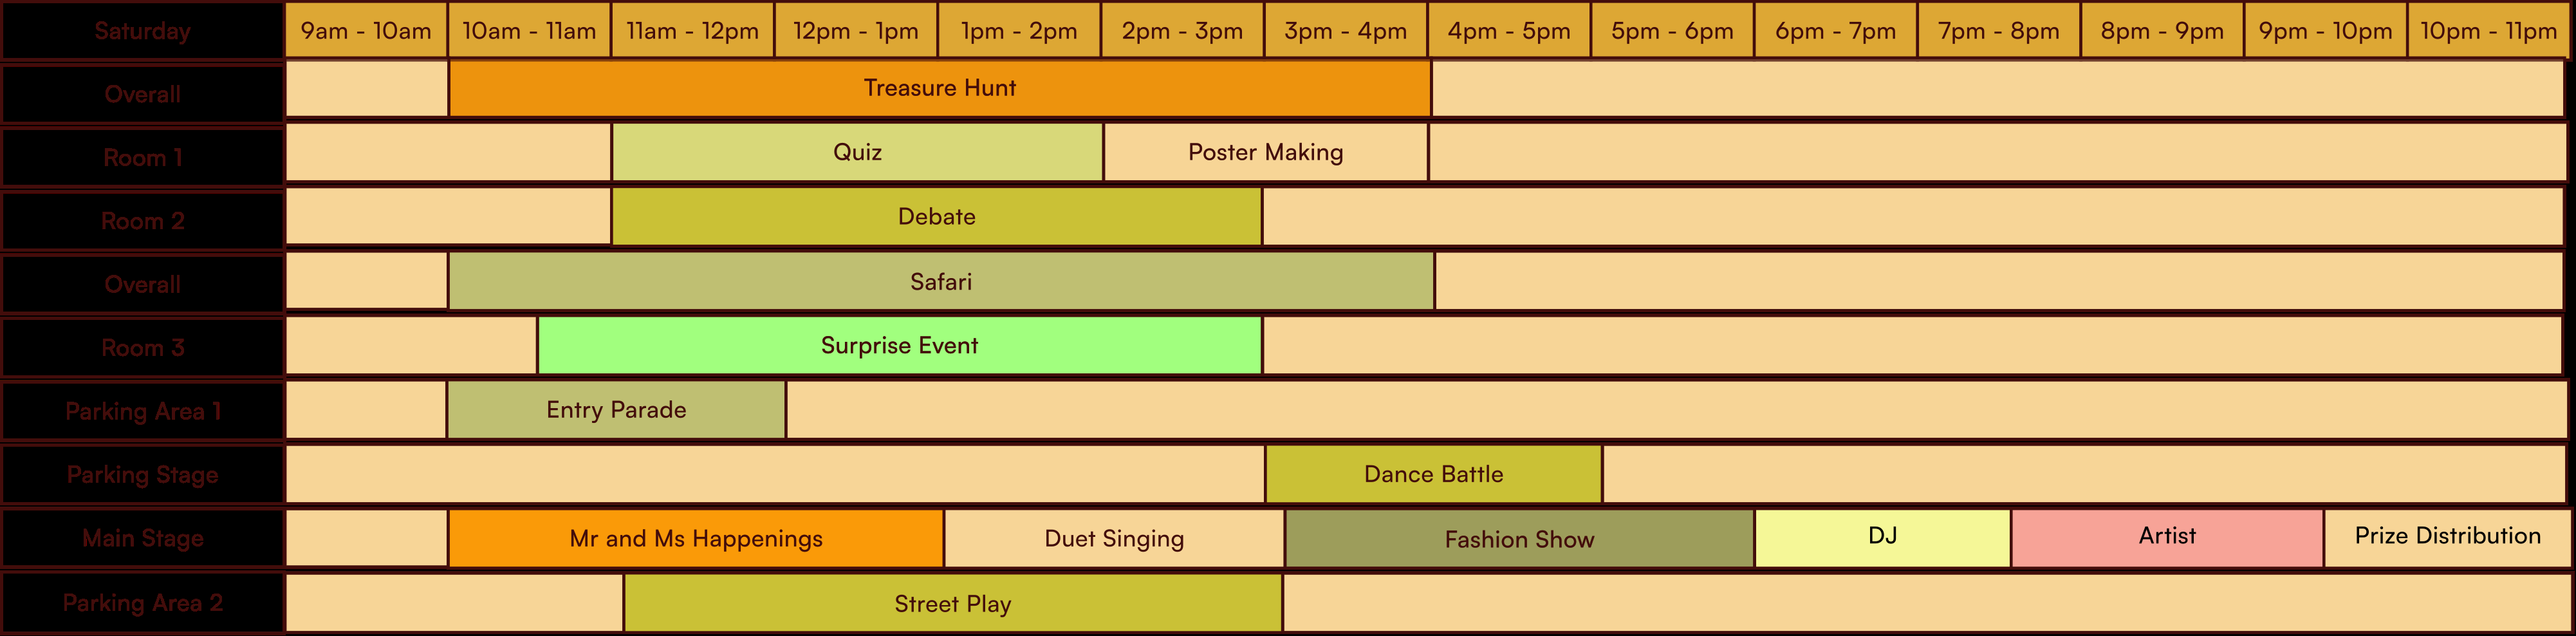 Saturday 9am - 10am 10am - 11am 11am - 12pm 12pm - 1pm 1pm - 2pm 2pm - 3pm 3pm - 4pm 4pm - 5pm 5pm - 6pm 6pm - 7pm 7pm - 8pm 8pm - 9pm 9pm - 10pm 10pm - 11pm
Overall Treasure Hunt
Room 1 Quiz Poster Making
Room 2 Debate
Overall Safari
Room 3 Surprise Event
Parking Area 1 Entry Parade
Parking Stage Dance Battle
Main Stage Mr and Ms Happenings Duet Singing Fashion Show DJ Artist Prize Distribution
Parking Area 2 Street Play